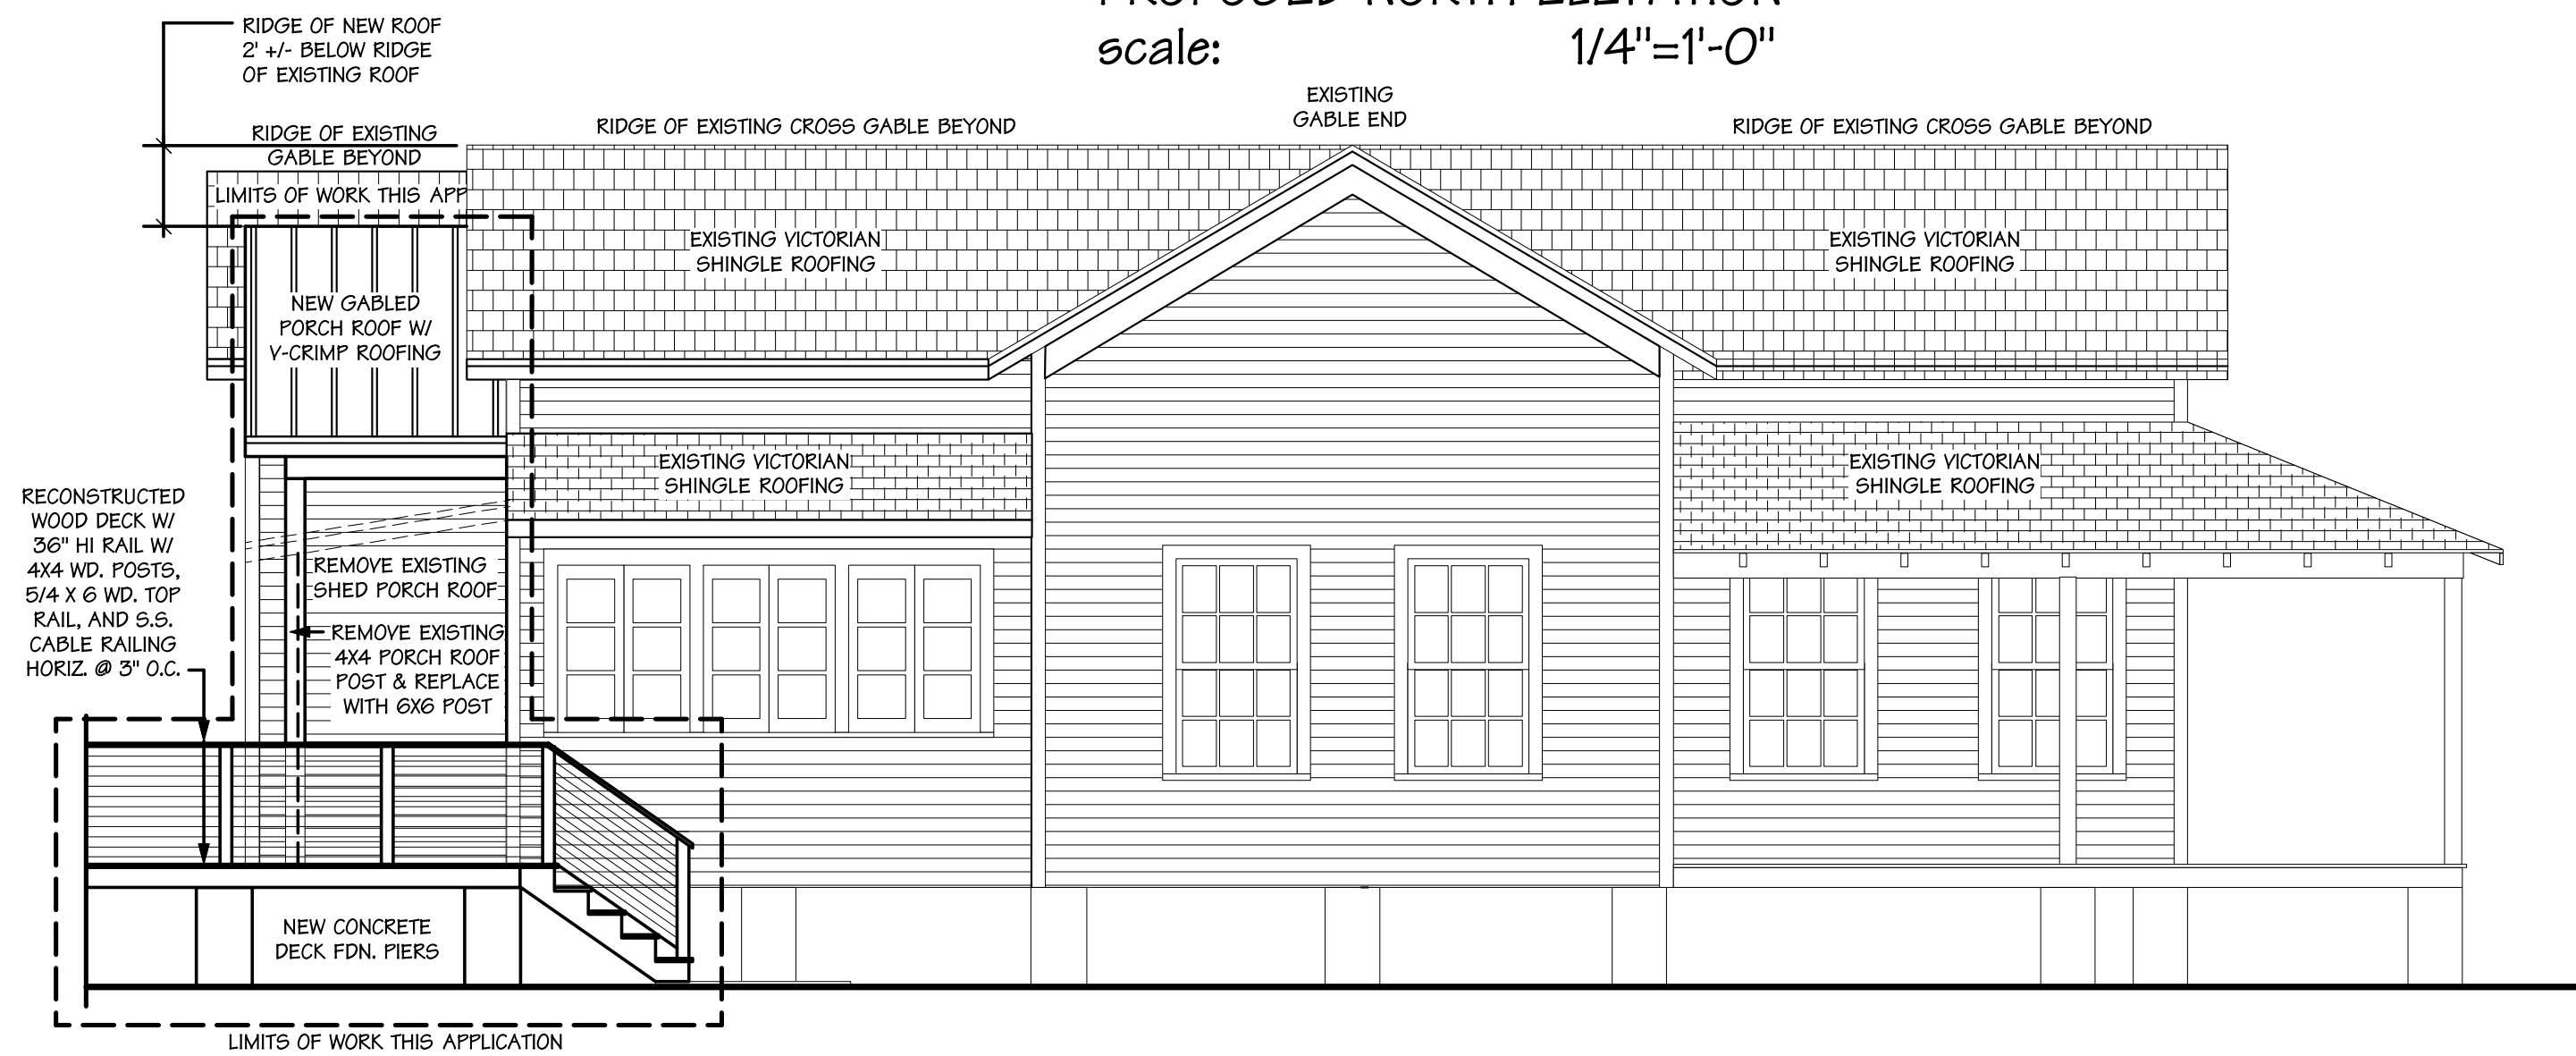 PROPOSED NORTH ELEVATION
scale: 1/4"=1'-0"
RIDGE OF NEW ROOF
2' +/- BELOW RIDGE
OF EXISTING ROOF
RIDGE OF EXISTING
GABLE BEYOND
LIMITS OF WORK THIS APP
RIDGE OF EXISTING CROSS GABLE BEYOND
EXISTING
GABLE END
RIDGE OF EXISTING CROSS GABLE BEYOND
EXISTING VICTORIAN
SHINGLE ROOFING
EXISTING VICTORIAN
SHINGLE ROOFING
NEW GABLED
PORCH ROOF W/
V-CRIMP ROOFING
EXISTING VICTORIAN
SHINGLE ROOFING
EXISTING VICTORIAN
SHINGLE ROOFING
RECONSTRUCTED
WOOD DECK W/
36" HI RAIL W/
4X4 WD. POSTS,
5/4 X 6 WD. TOP
RAIL, AND S.S.
CABLE RAILING
HORIZ. @ 3" O.C.
REMOVE EXISTING
SHED PORCH ROOF
REMOVE EXISTING
4X4 PORCH ROOF
POST & REPLACE
WITH 6X6 POST
NEW CONCRETE
DECK FDN. PIERS
LIMITS OF WORK THIS APPLICATION